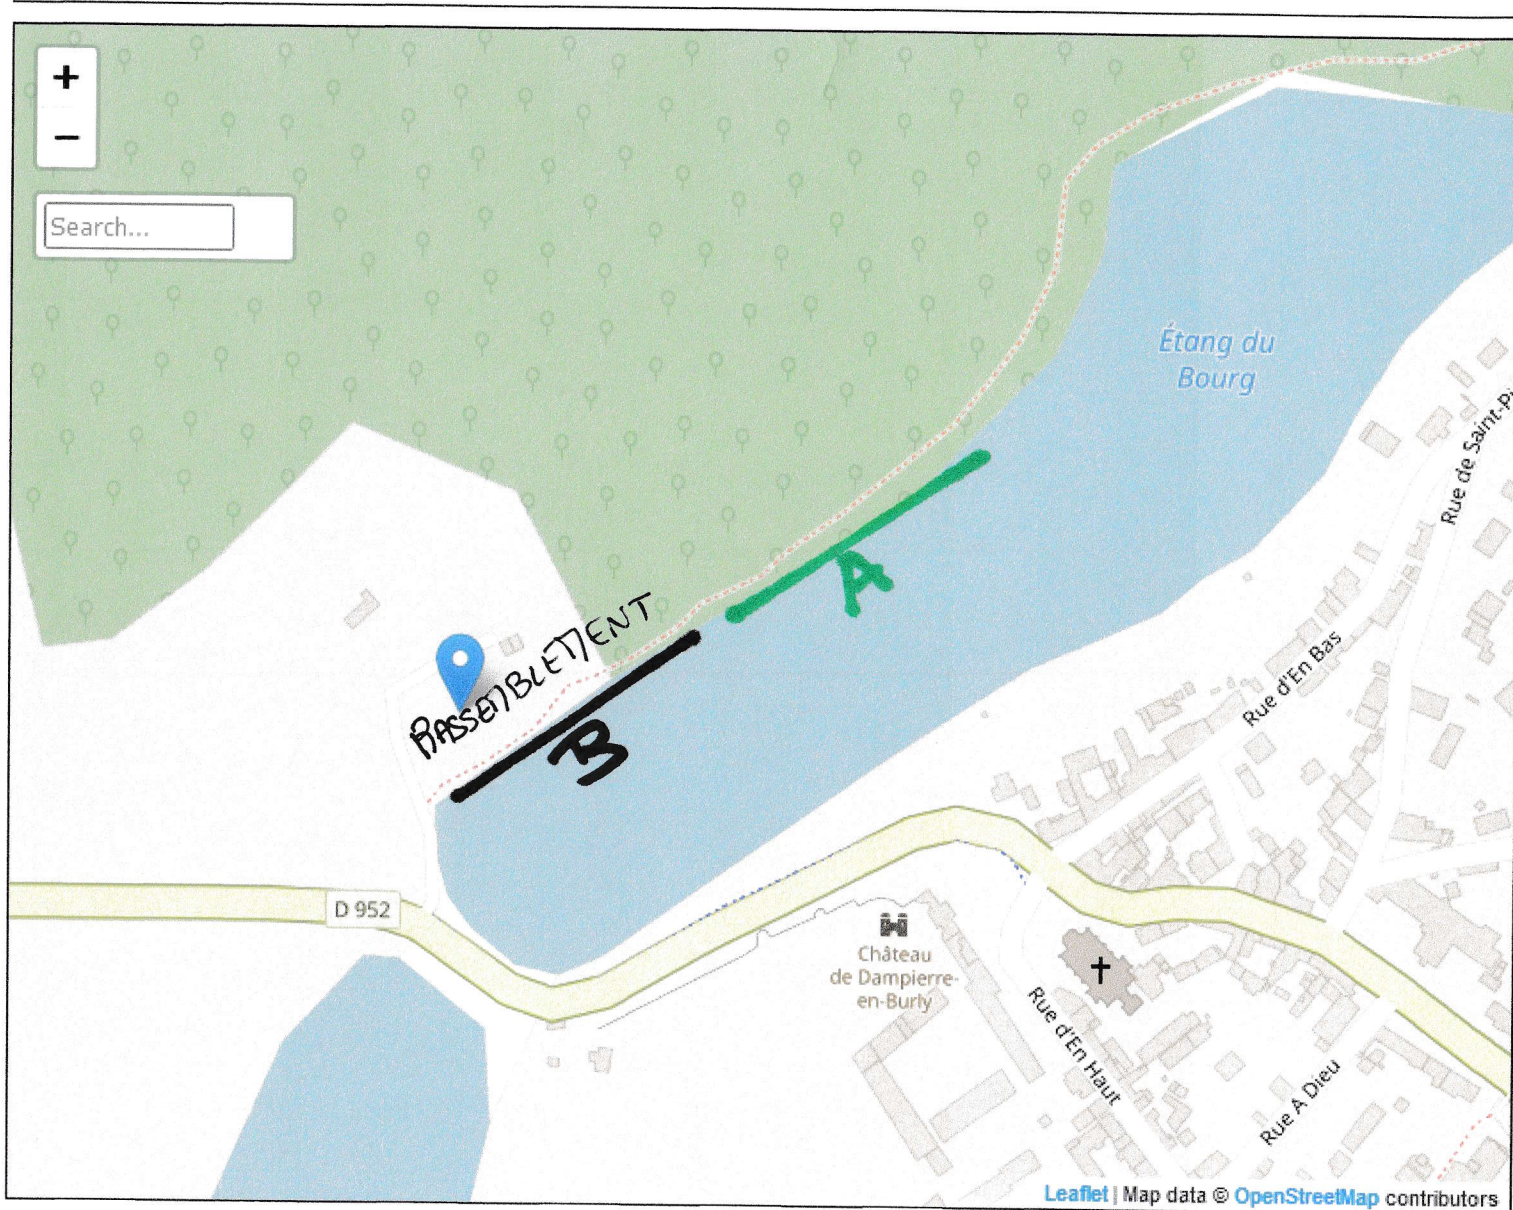 +
−
Search...
Étang du
Bourg
Rue de Saint-Pi
A
RASSEMBLEMENT
B
Rue d'En Bas
D 952
Château
de Dampierre-
en-Burly
Rue d'En Haut
Rue A Dieu
Leaflet | Map data © OpenStreetMap contributors